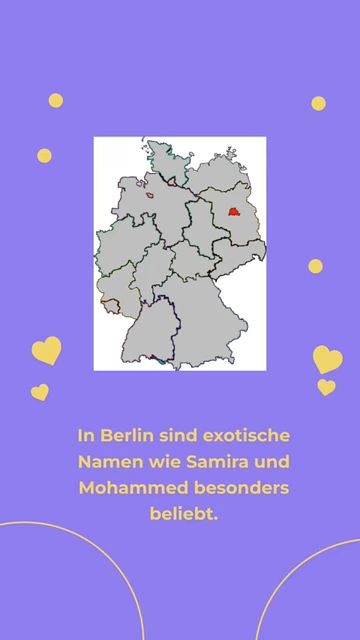 In Berlin sind exotische
Namen wie Samira und
Mohammed besonders
beliebt.